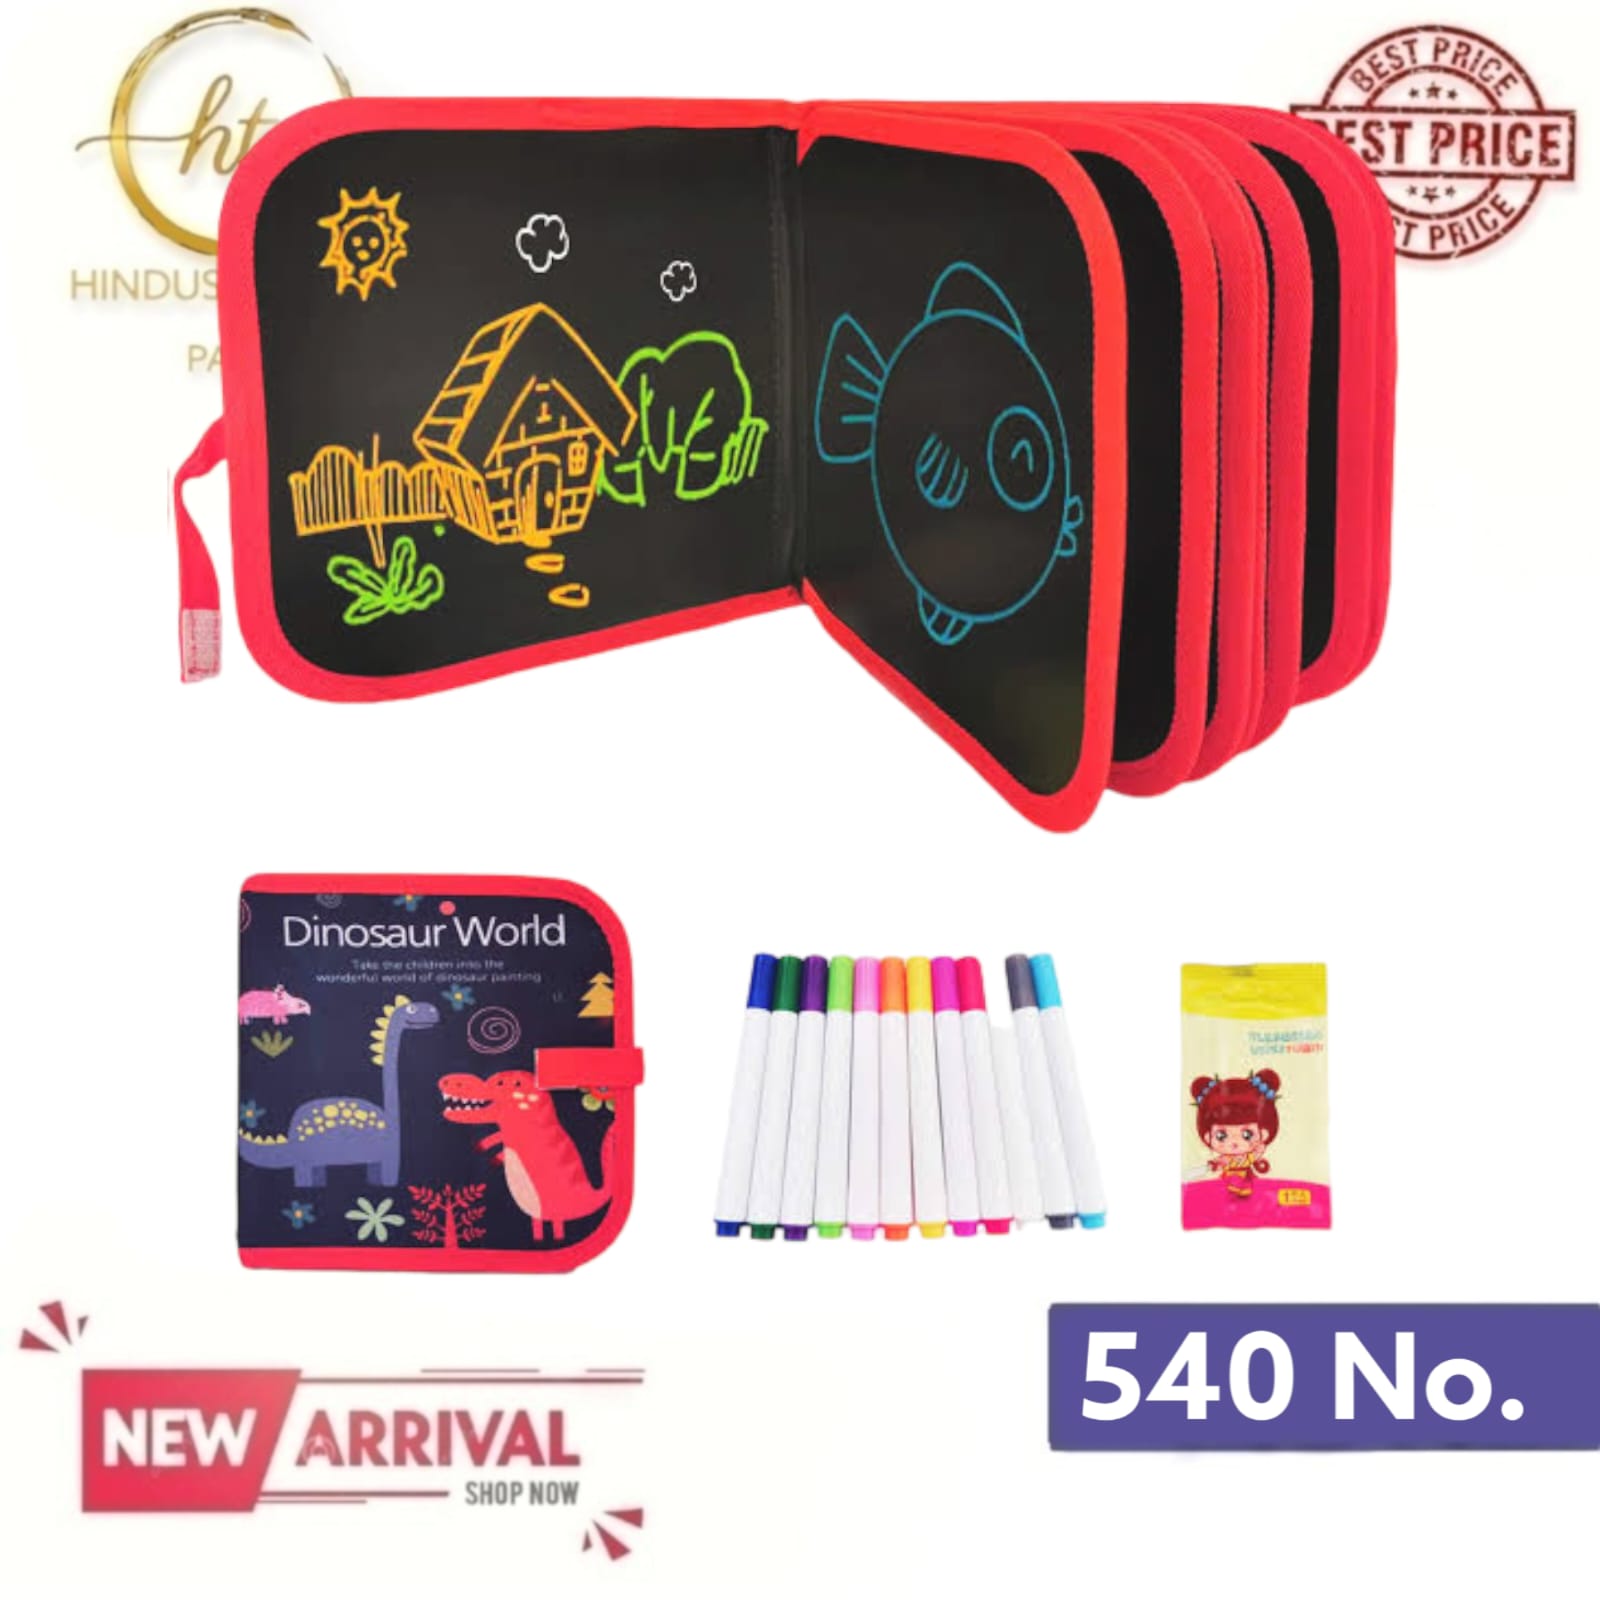 ht
HINDUS
PA
BEST PRICE
BEST PRICE
ST PRICE
Dinosaur World
Take the children into the
wonderful world of dinosaur painting
NEW ARRIVAL
SHOP NOW
540 No.